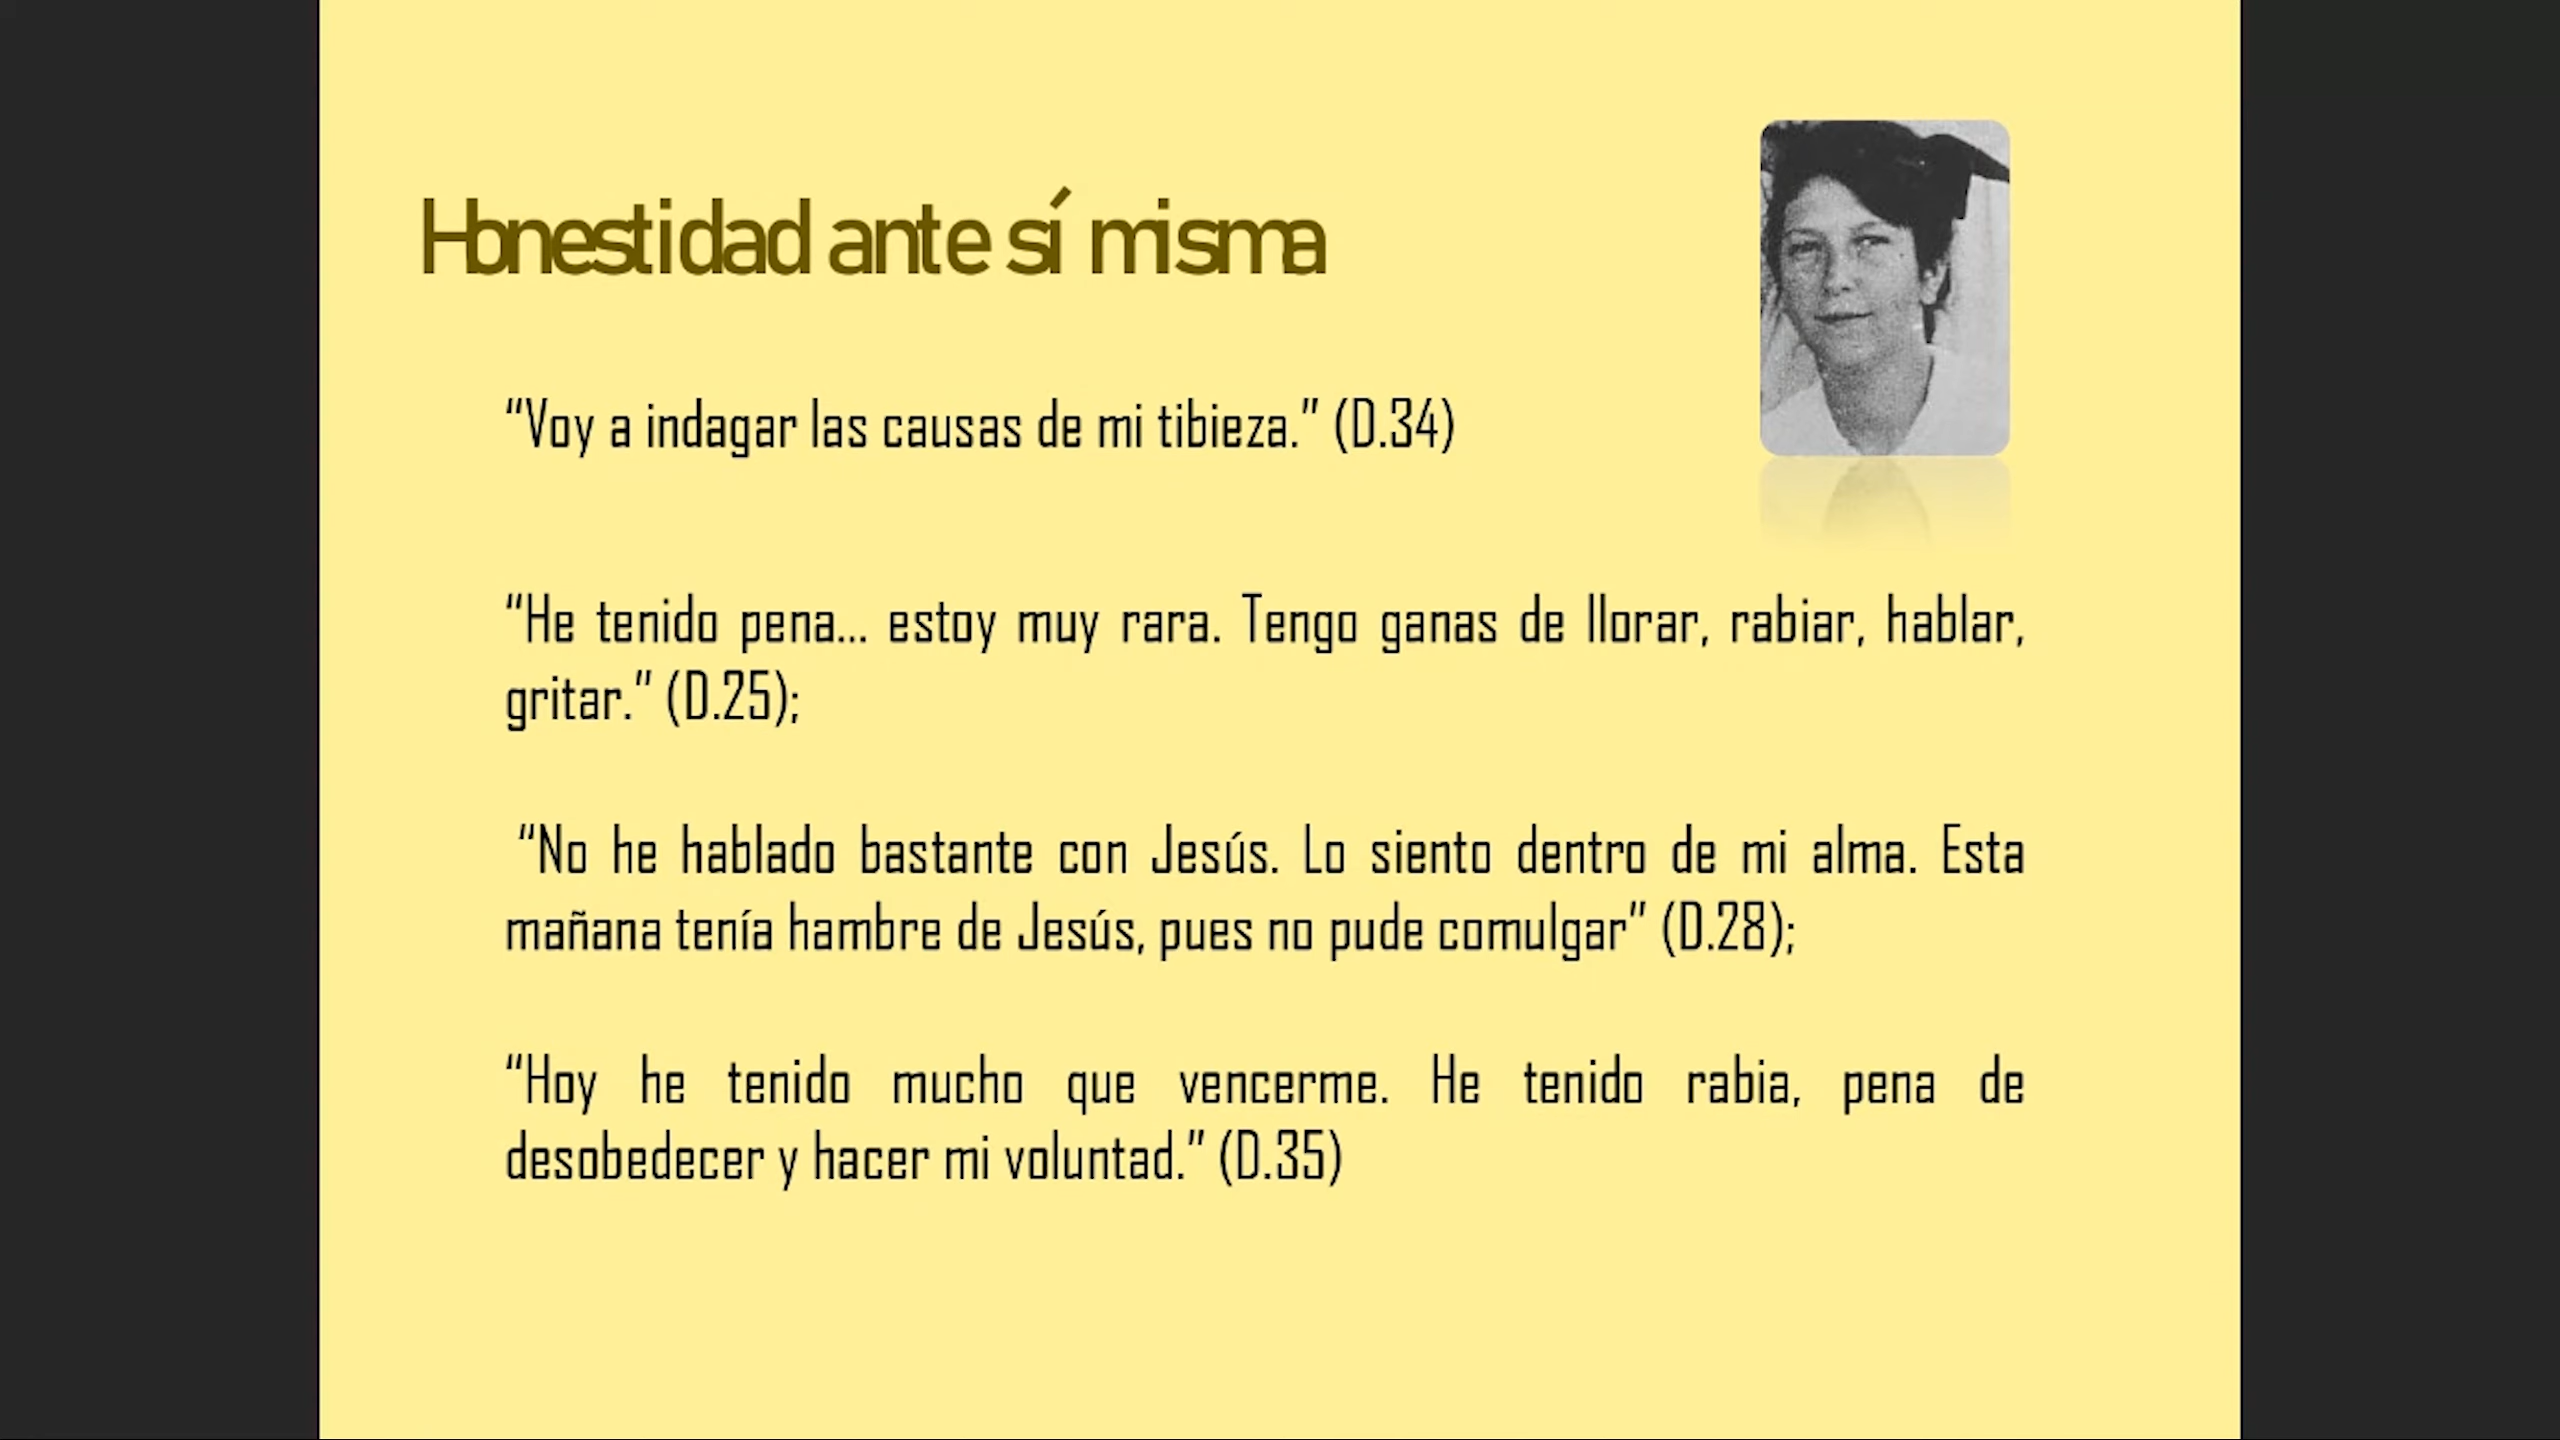 Honestidad ante sí misma
“Voy a indagar las causas de mi tibieza.” (D.34)
“He tenido pena... estoy muy rara. Tengo ganas de llorar, rabiar, hablar,
gritar.” (D.25);
“No he hablado bastante con Jesús. Lo siento dentro de mi alma. Esta
mañana tenía hambre de Jesús, pues no pude comulgar” (D.28);
“Hoy he tenido mucho que vencerme. He tenido rabia, pena de
desobedecer y hacer mi voluntad.” (D.35)